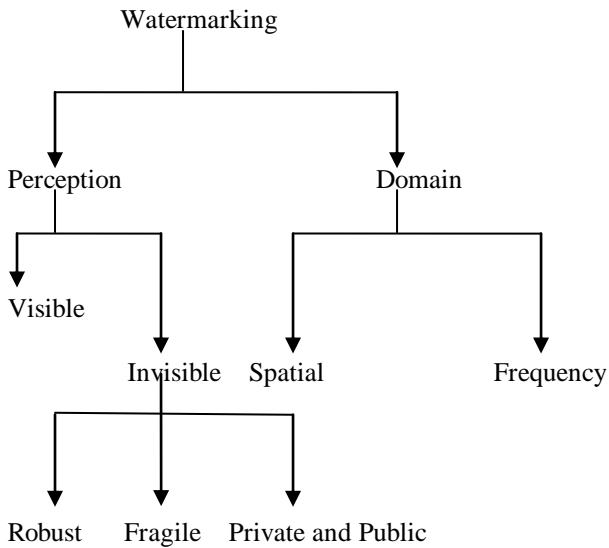 Watermarking
Perception Domain
Visible
Invisible Spatial Frequency
Robust Fragile Private and Public